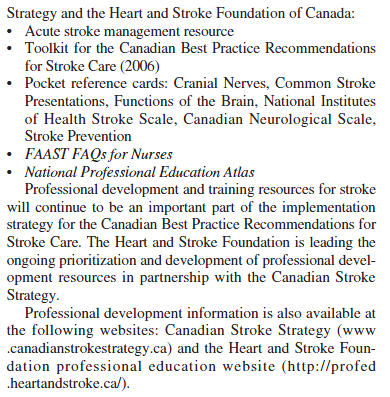 Strategy and the Heart and Stroke Foundation of Canada:
• Acute stroke management resource
• Toolkit for the Canadian Best Practice Recommendations
for Stroke Care (2006)
• Pocket reference cards: Cranial Nerves, Common Stroke
Presentations, Functions of the Brain, National Institutes
of Health Stroke Scale, Canadian Neurological Scale,
Stroke Prevention
• FAAST FAQs for Nurses
• National Professional Education Atlas
Professional development and training resources for stroke
will continue to be an important part of the implementation
strategy for the Canadian Best Practice Recommendations for
Stroke Care. The Heart and Stroke Foundation is leading the
ongoing prioritization and development of professional devel-
opment resources in partnership with the Canadian Stroke
Strategy.
Professional development information is also available at
the following websites: Canadian Stroke Strategy (www
.canadianstrokestrategy.ca) and the Heart and Stroke Foun-
dation professional education website (http://profed
.heartandstroke.ca/).